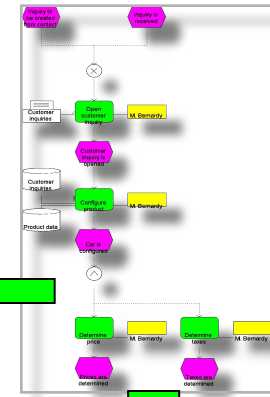 Inquiry to
be created
from contact
Inquiry is
received
Customer
inquiries
Open
customer
inquiry
M. Bernardy
Customer
inquiry is
opened
Customer
inquiries
Product data
Configure
product
M. Bernardy
Car is
configured
Determine
price
M. Bernardy
Determine
taxes
M. Bernardy
Prices are
determined
Taxes are
determined